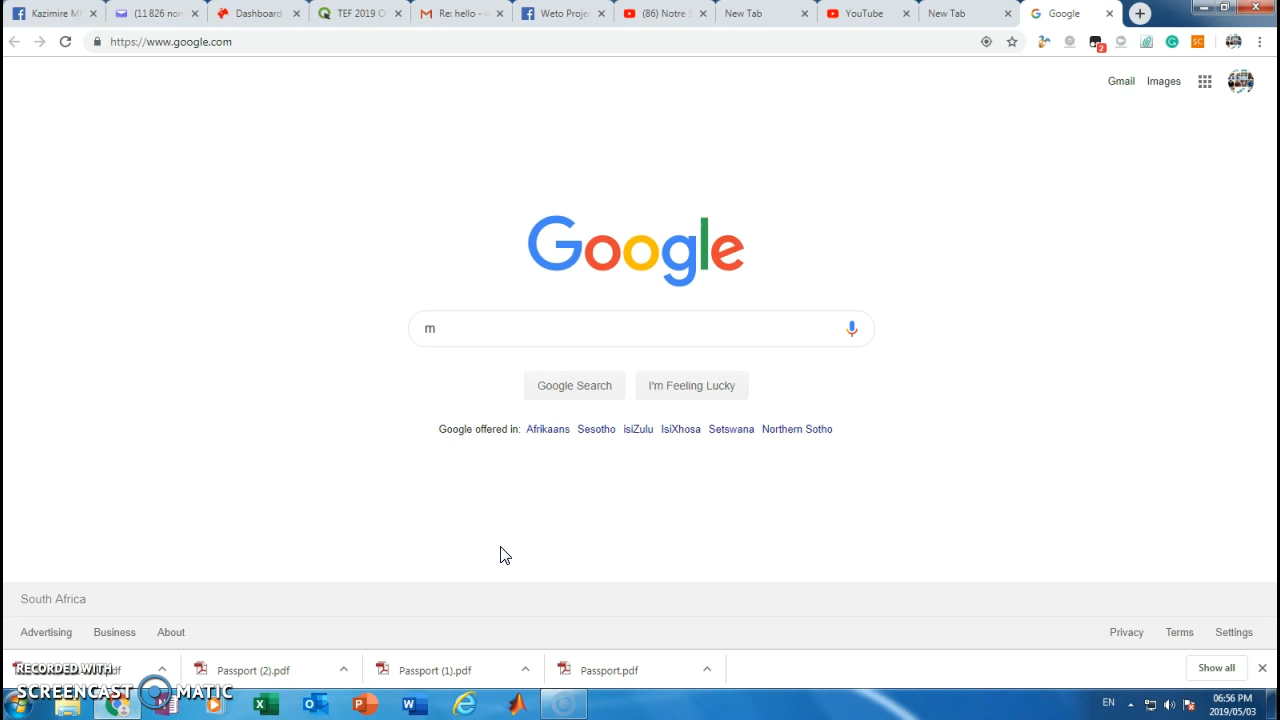 Kazimire M
(11 826 non
Dashboard
TEF 2019 O
Re: hello -
(86) Notre S
New Tab
YouTube
New Tab
Google
https://www.google.com
2
Gmail Images
Google
m
Google Search I'm Feeling Lucky
Google offered in: Afrikaans Sesotho isiZulu IsiXhosa Setswana Northern Sotho
South Africa
Advertising Business About
Privacy Terms Settings
RECORDED WITH
SCREENCAST MATIC
Passport (2).pdf
Passport (1).pdf
Passport.pdf
Show all
EN
06:56 PM
2019/05/03